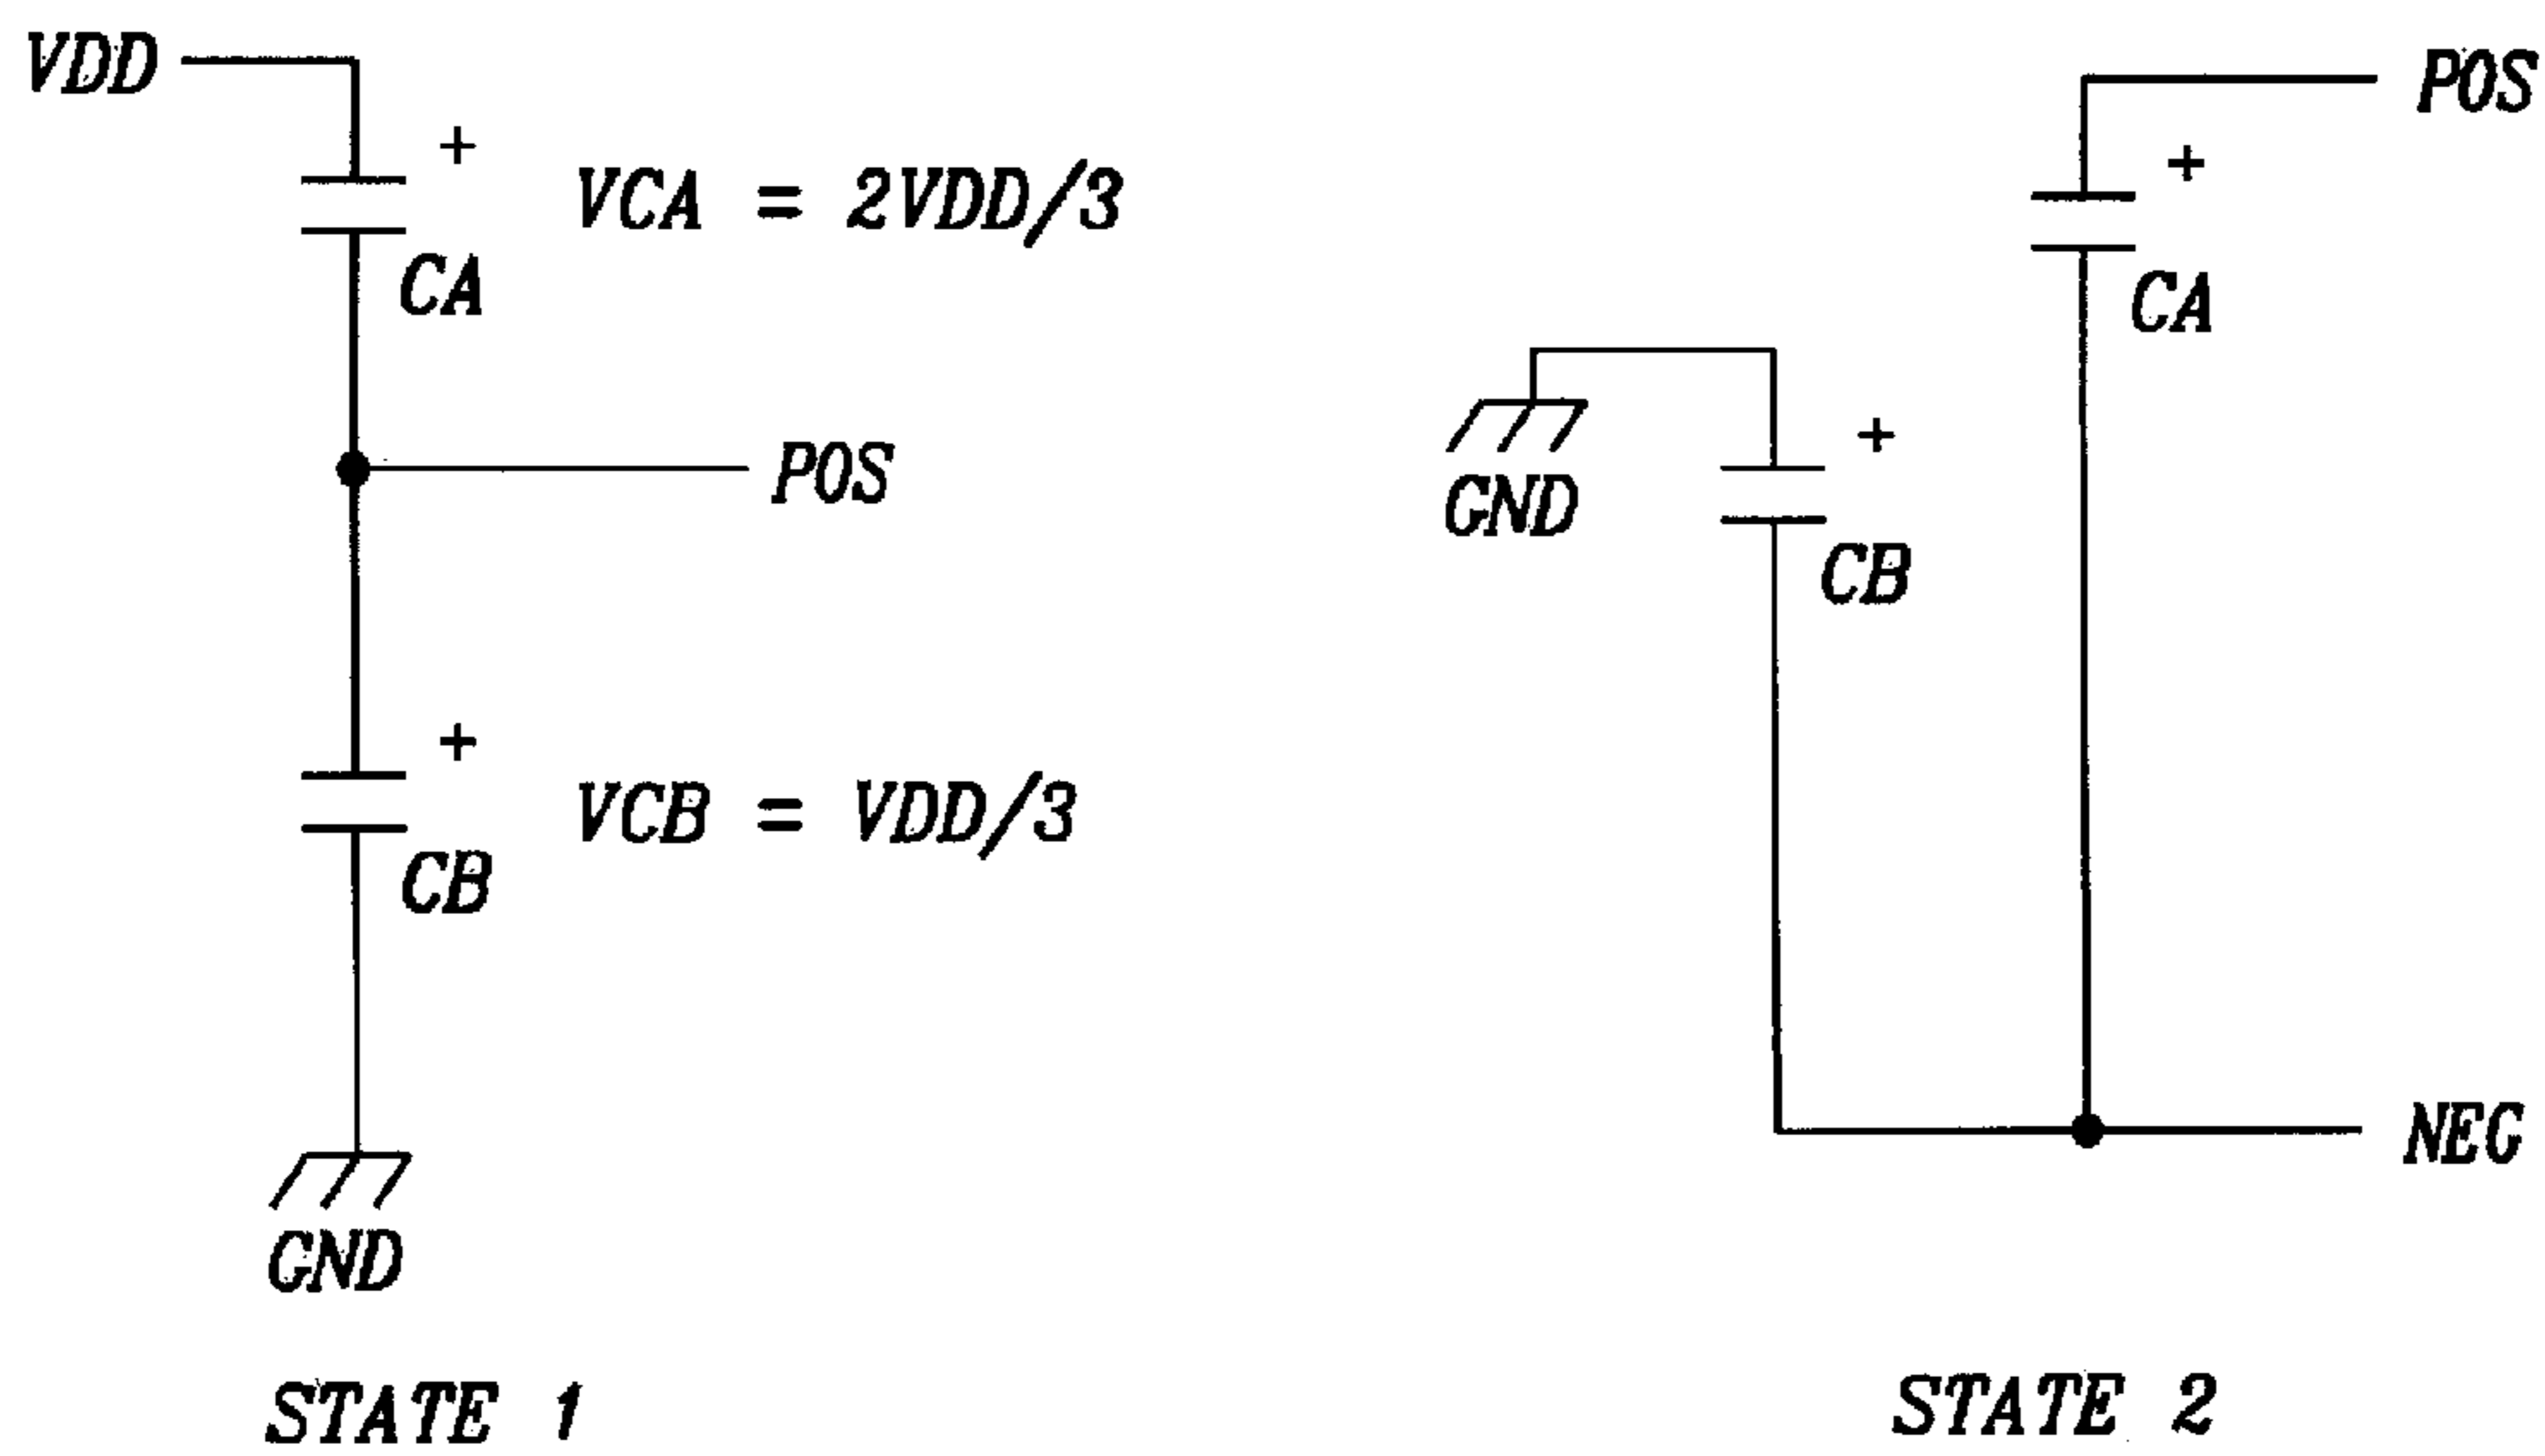 VDD
+
VCA = 2VDD/3
CA
POS
+
VCB = VDD/3
CB
GND
STATE 1
POS
+
CA
GND
+
CB
NEG
STATE 2